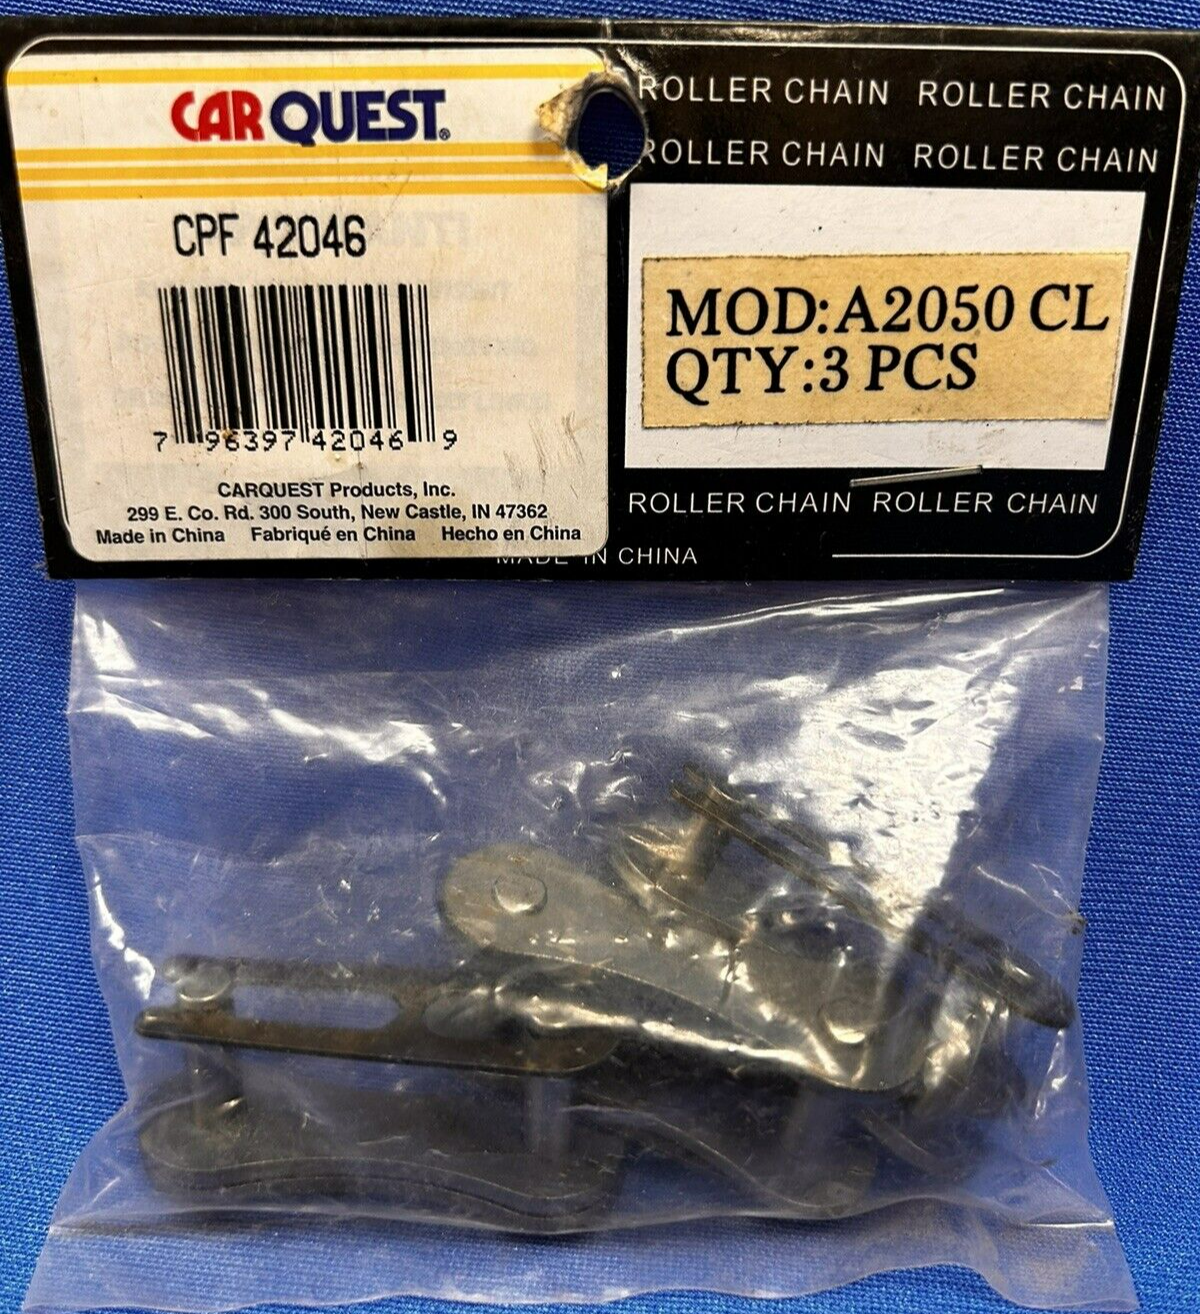 CARQUEST®
CPF 42046
7 96397 42046 9
CARQUEST Products, Inc.
299 E. Co. Rd. 300 South, New Castle, IN 47362
Made in China Fabriqué en China Hecho en China
ROLLER CHAIN ROLLER CHAIN
ROLLER CHAIN ROLLER CHAIN
MOD:A2050 CL
QTY:3 PCS
ROLLER CHAIN ROLLER CHAIN
MADE IN CHINA